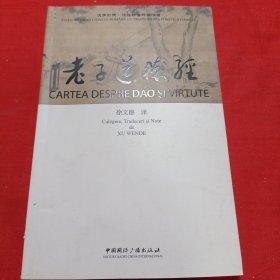 老子道德經
CARTEA DESPRE DAO ȘI VIRTUTE
徐文德 译
Culegere, Traduceri și Note
de
XU WENDE
中国国际广播出版社